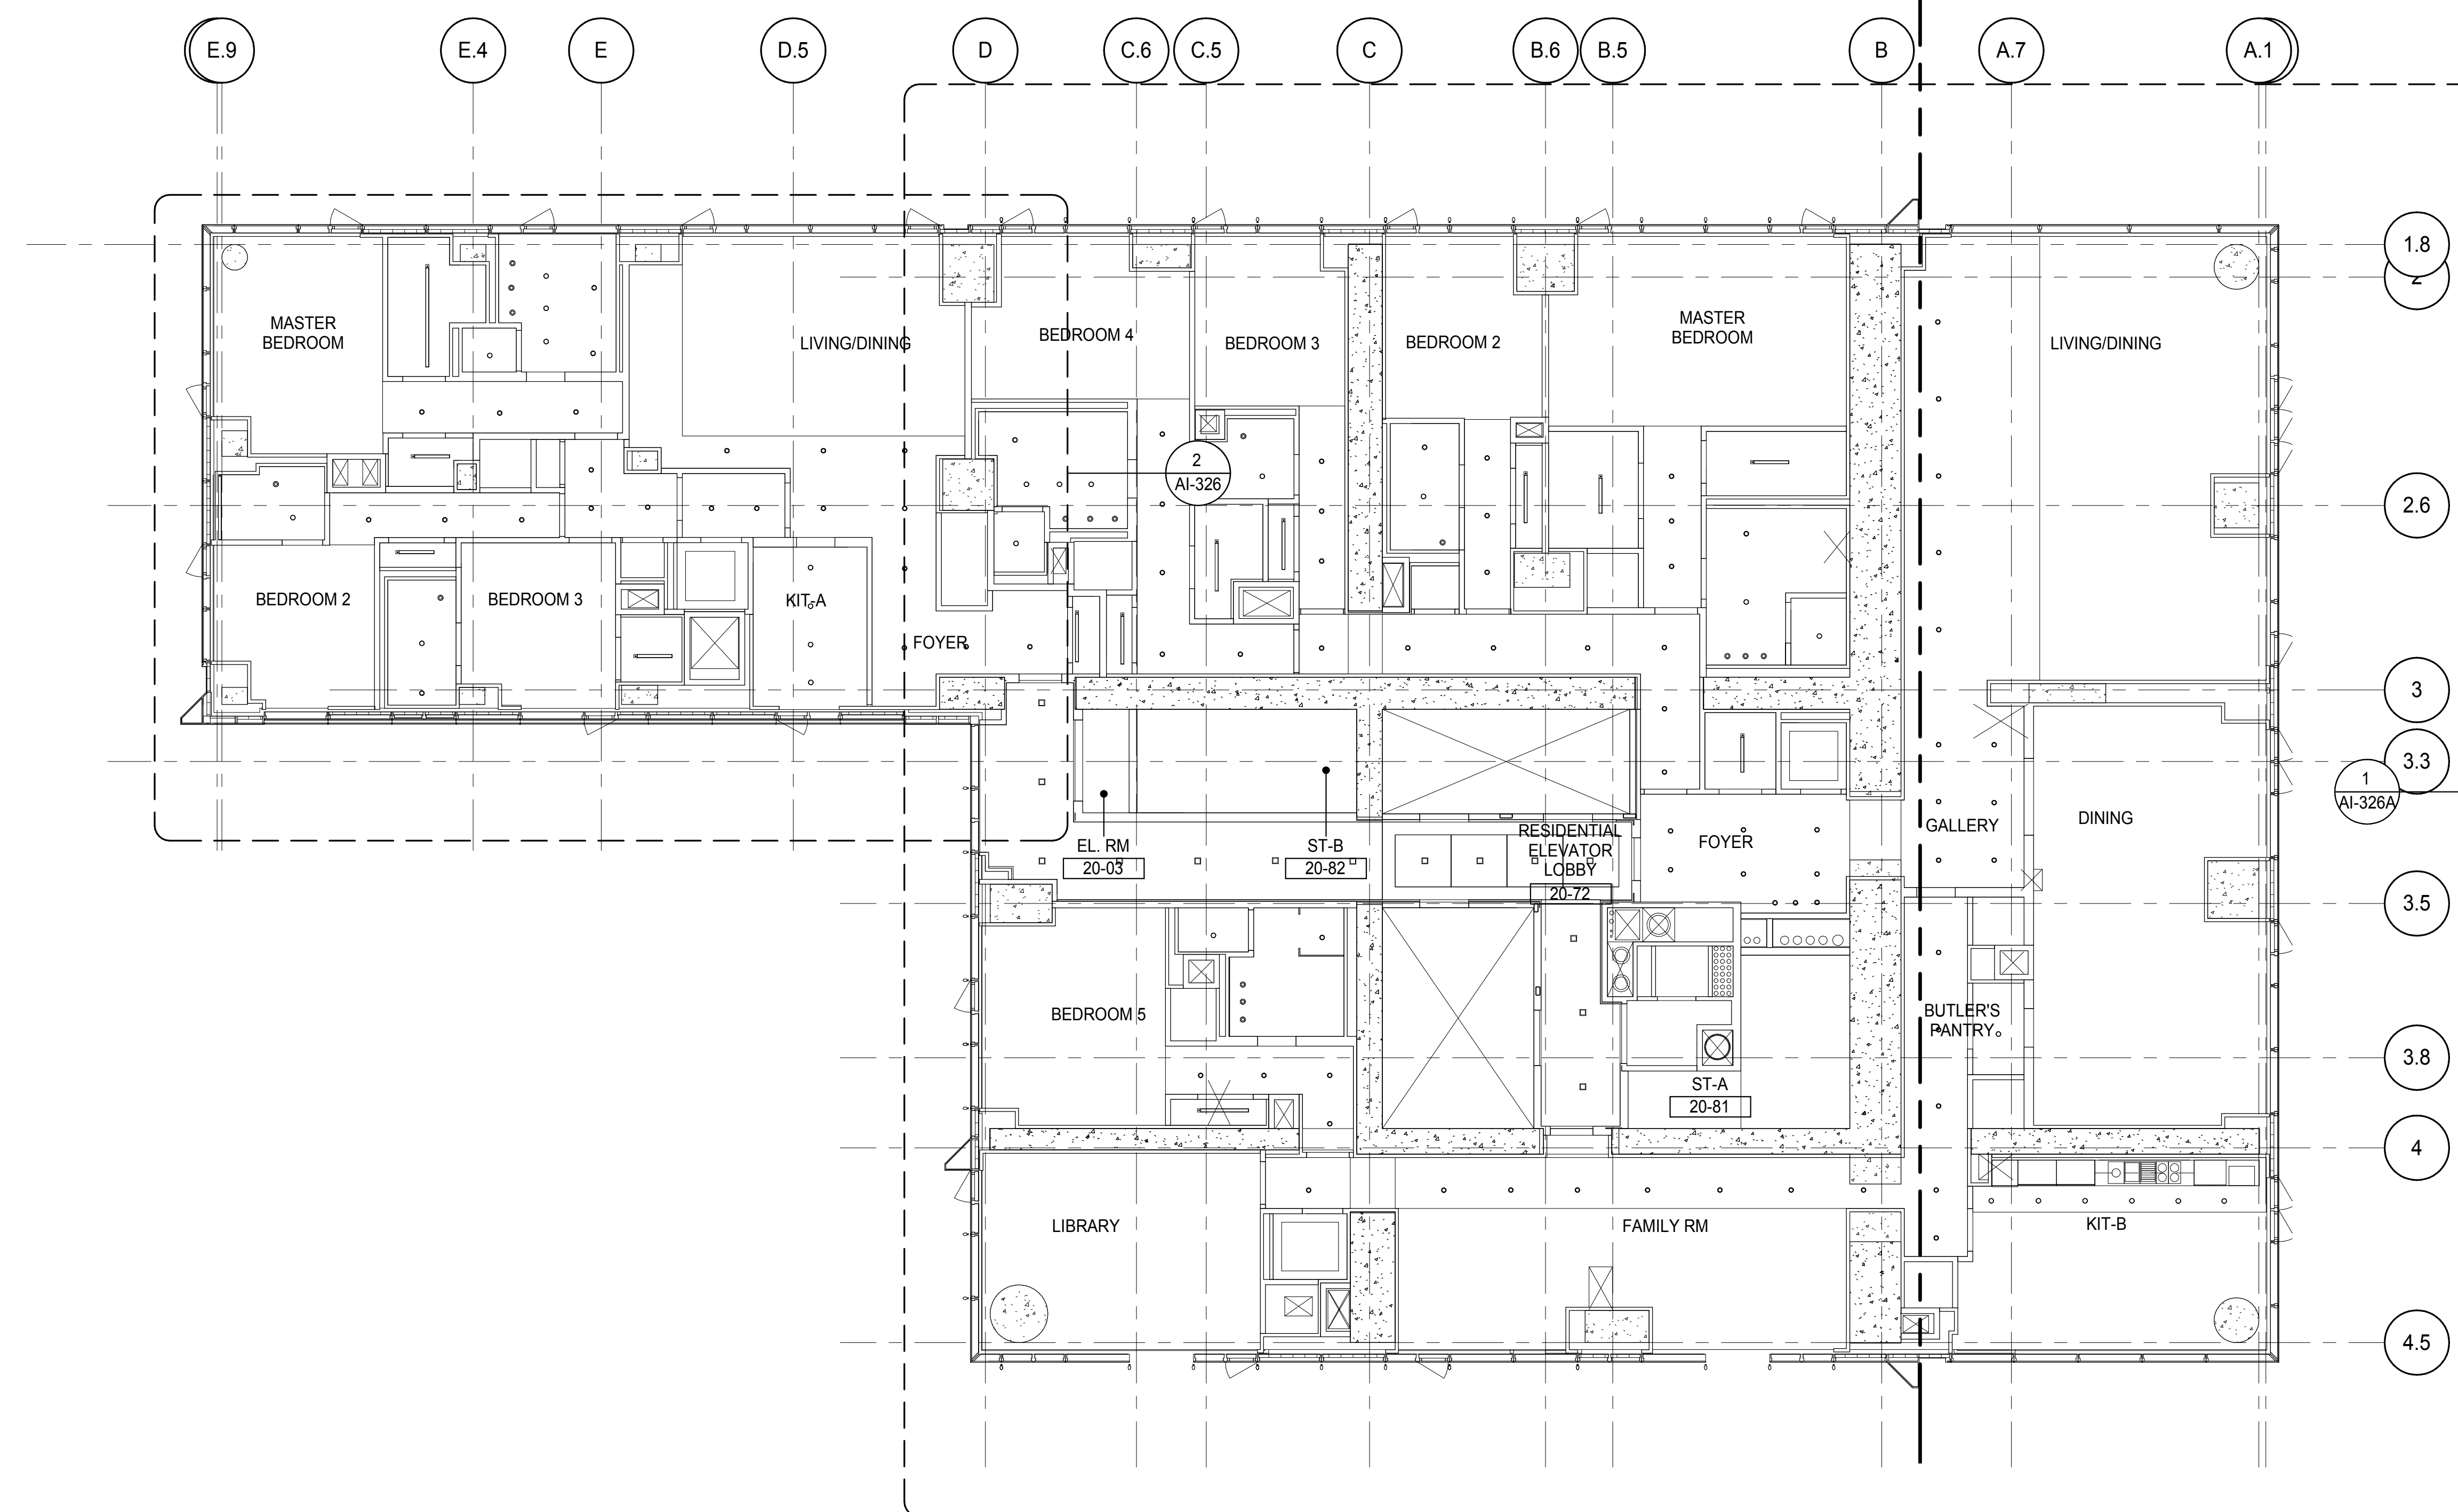 E.9
E.4
E
D.5
D
C.6
C.5
C
B.6
B.5
B
A.7
A.1
1.8
2
MASTER
BEDROOM
LIVING/DINING
BEDROOM 4
BEDROOM 3
BEDROOM 2
MASTER
BEDROOM
LIVING/DINING
2
AI-326
2.6
BEDROOM 2
BEDROOM 3
KIT-A
FOYER
3
3.3
1
AI-326A
EL. RM
20-03
ST-B
20-82
RESIDENTIAL
ELEVATOR
LOBBY
20-72
FOYER
GALLERY
DINING
3.5
BEDROOM 5
BUTLER'S
PANTRY
3.8
ST-A
20-81
4
LIBRARY
FAMILY RM
KIT-B
4.5